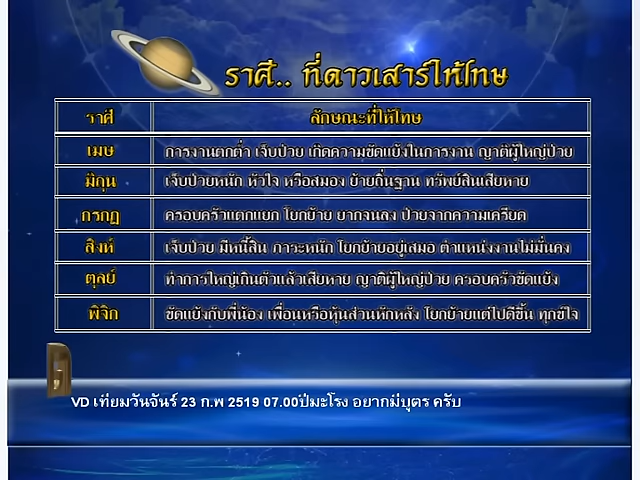 ราศี.. ที่ดาวเสาร์ให้โทษ
ราศี ลักษณะที่ให้โทษ
เมษ การงานตกต่ำ เจ็บป่วย เกิดความขัดแย้งในการงาน ญาติผู้ใหญ่ป่วย
มิถุน เจ็บป่วยหนัก หัวใจ หรือสมอง ย้ายถิ่นฐาน ทรัพย์สินเสียหาย
กรกฎ ครอบครัวแตกแยก โยกย้าย ยากจนลง ป่วยจากความเครียด
สิงห์ เจ็บป่วย มีหนี้สิน ภาระหนัก โยกย้ายอยู่เสมอ ตำแหน่งงานไม่มั่นคง
ตุลย์ ทำการใหญ่เกินตัวแล้วเสียหาย ญาติผู้ใหญ่ป่วย ครอบครัวขัดแย้ง
พิจิก ขัดแย้งกับพี่น้อง เพื่อนหรือหุ้นส่วนหักหลัง โยกย้ายแต่ไปดีขึ้น ทุกข์ใจ
VD เทียมวันจันร์ 23 ก.พ 2519 07.00ปีมะโรง อยากมีบุตร ครับ